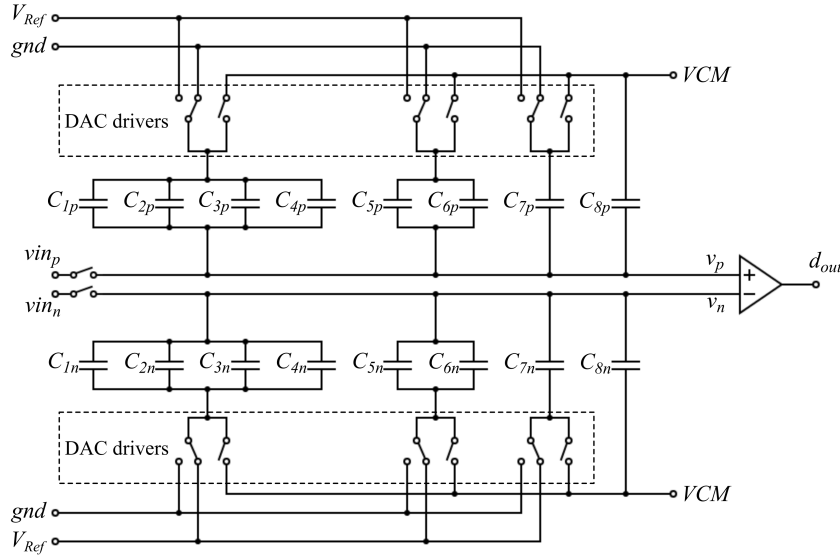 V_Ref
gnd
VCM
DAC drivers
C_1p C_2p C_3p C_4p C_5p C_6p C_7p C_8p
vin_p
v_p
d_out
+
vin_n
v_n
−
C_1n C_2n C_3n C_4n C_5n C_6n C_7n C_8n
DAC drivers
VCM
gnd
V_Ref